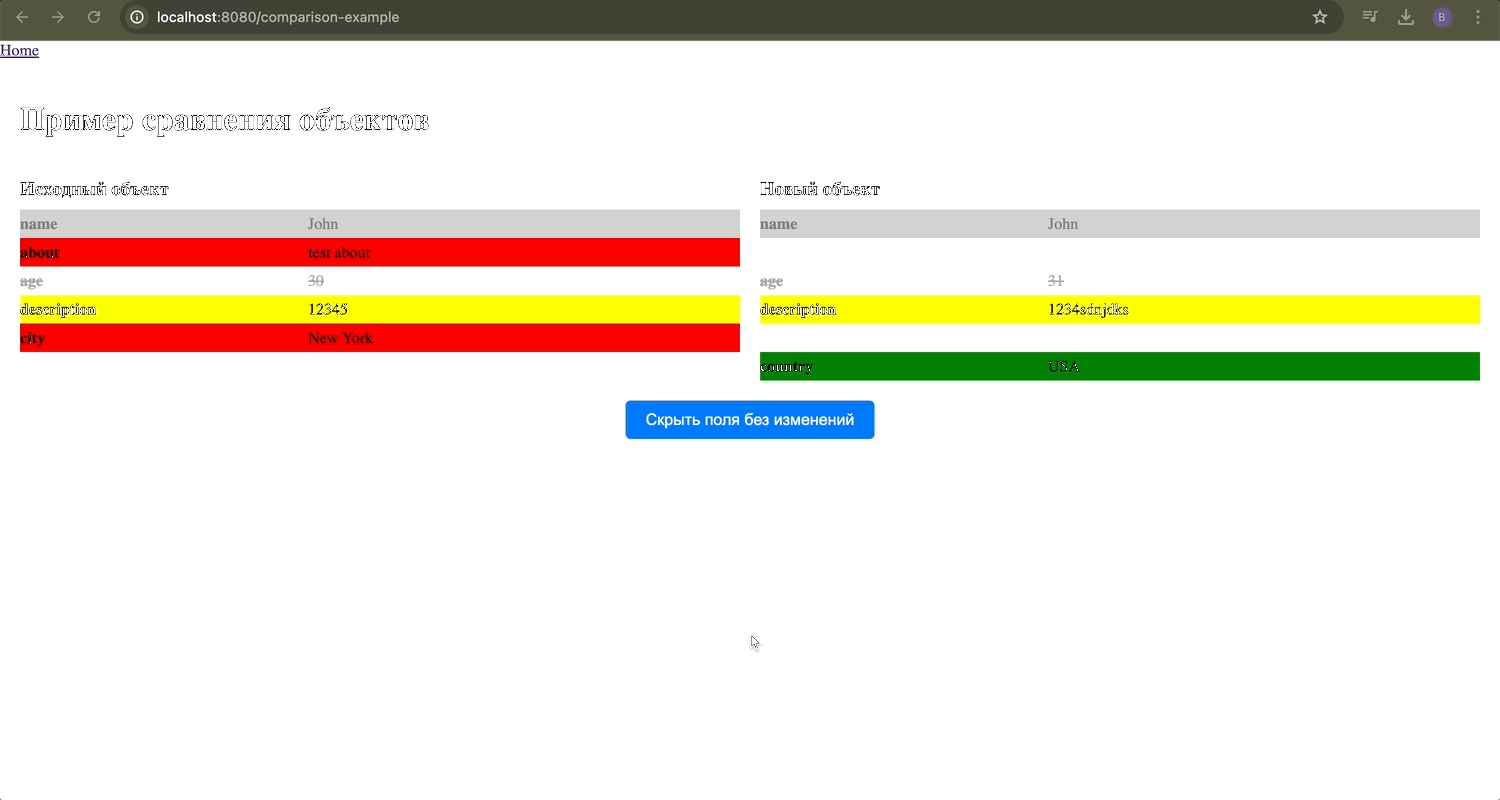 localhost:8080/comparison-example
B
Home
Пример сравнения объектов
Исходный объект
Новый объект
name John
name John
about test about
age 30
age 31
description 12345
description 1234sdnjdks
city New York
country USA
Скрыть поля без изменений